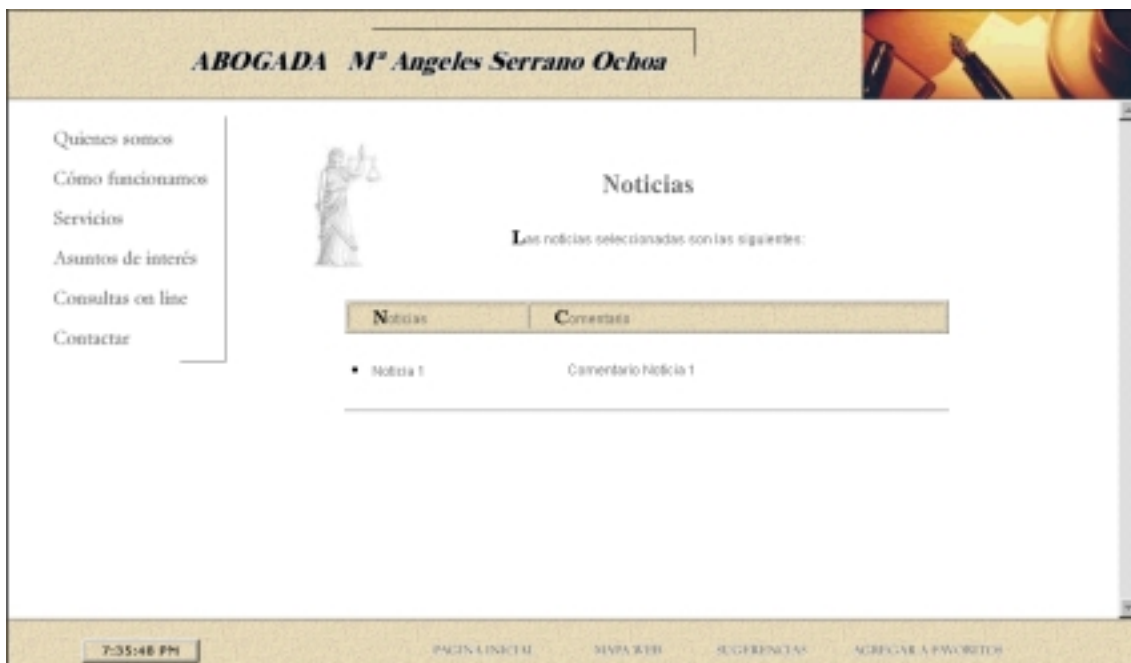 ABOGADA Mª Angeles Serrano Ochoa
Quienes somos
Cómo funcionamos
Servicios
Asuntos de interés
Consultas on line
Contactar
Noticias
Las noticias seleccionadas son las siguientes:
Noticias Comentario
Noticia 1 Comentario Noticia 1
7:35:48 PM PAGINA INICIAL MAPA WEB SUGERENCIAS AGREGAR A FAVORITOS